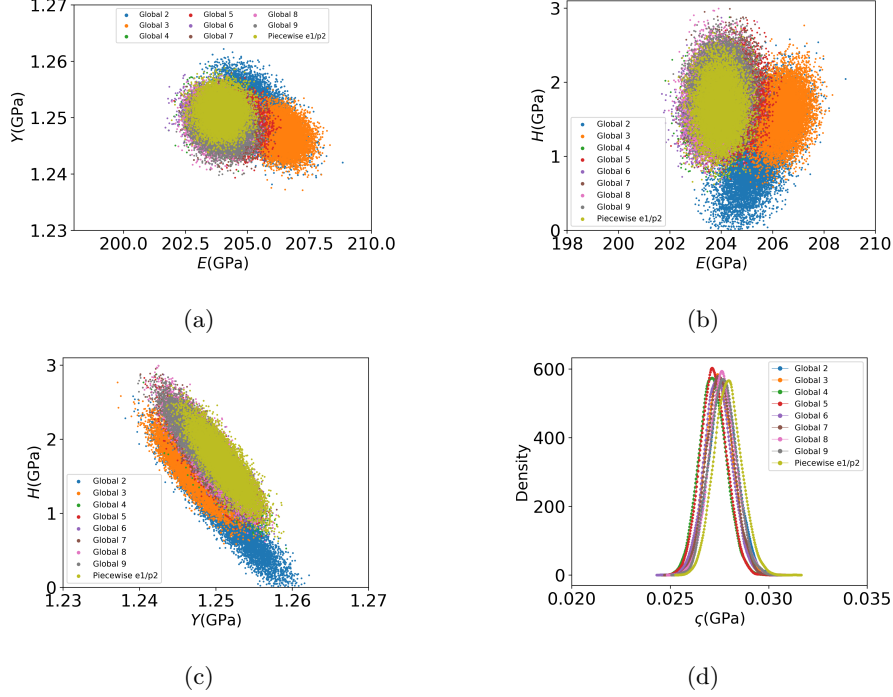 1.27
1.26
1.25
1.24
1.23
Y(GPa)
Global 2 Global 5 Global 8
Global 3 Global 6 Global 9
Global 4 Global 7 Piecewise e1/p2
200.0 202.5 205.0 207.5 210.0
E(GPa)
(a)
3
2
1
0
H(GPa)
Global 2
Global 3
Global 4
Global 5
Global 6
Global 7
Global 8
Global 9
Piecewise e1/p2
198 200 202 204 206 208 210
E(GPa)
(b)
3
2
1
0
H(GPa)
Global 2
Global 3
Global 4
Global 5
Global 6
Global 7
Global 8
Global 9
Piecewise e1/p2
1.23 1.24 1.25 1.26 1.27
Y(GPa)
(c)
600
400
200
0
Density
Global 2
Global 3
Global 4
Global 5
Global 6
Global 7
Global 8
Global 9
Piecewise e1/p2
0.020 0.025 0.030 0.035
ς(GPa)
(d)